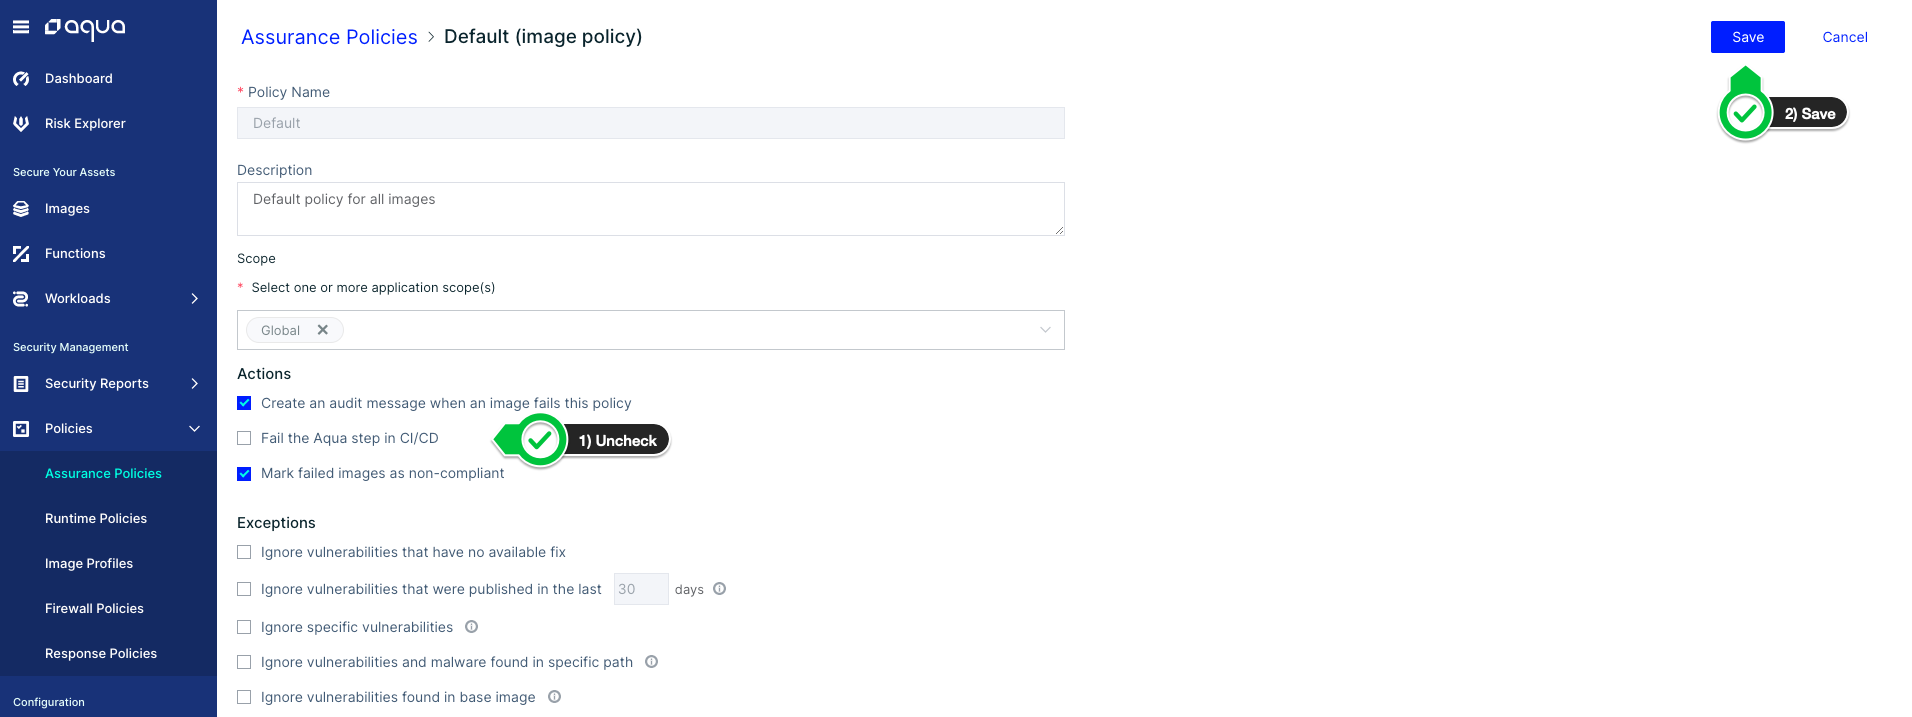 aqua
Dashboard
Risk Explorer
Secure Your Assets
Images
Functions
Workloads
Security Management
Security Reports
Policies
Assurance Policies
Runtime Policies
Image Profiles
Firewall Policies
Response Policies
Configuration
Assurance Policies > Default (image policy)
Save
Cancel
2) Save
* Policy Name
Default
Description
Default policy for all images
Scope
* Select one or more application scope(s)
Global
Actions
Create an audit message when an image fails this policy
Fail the Aqua step in CI/CD
1) Uncheck
Mark failed images as non-compliant
Exceptions
Ignore vulnerabilities that have no available fix
Ignore vulnerabilities that were published in the last 30 days
Ignore specific vulnerabilities
Ignore vulnerabilities and malware found in specific path
Ignore vulnerabilities found in base image